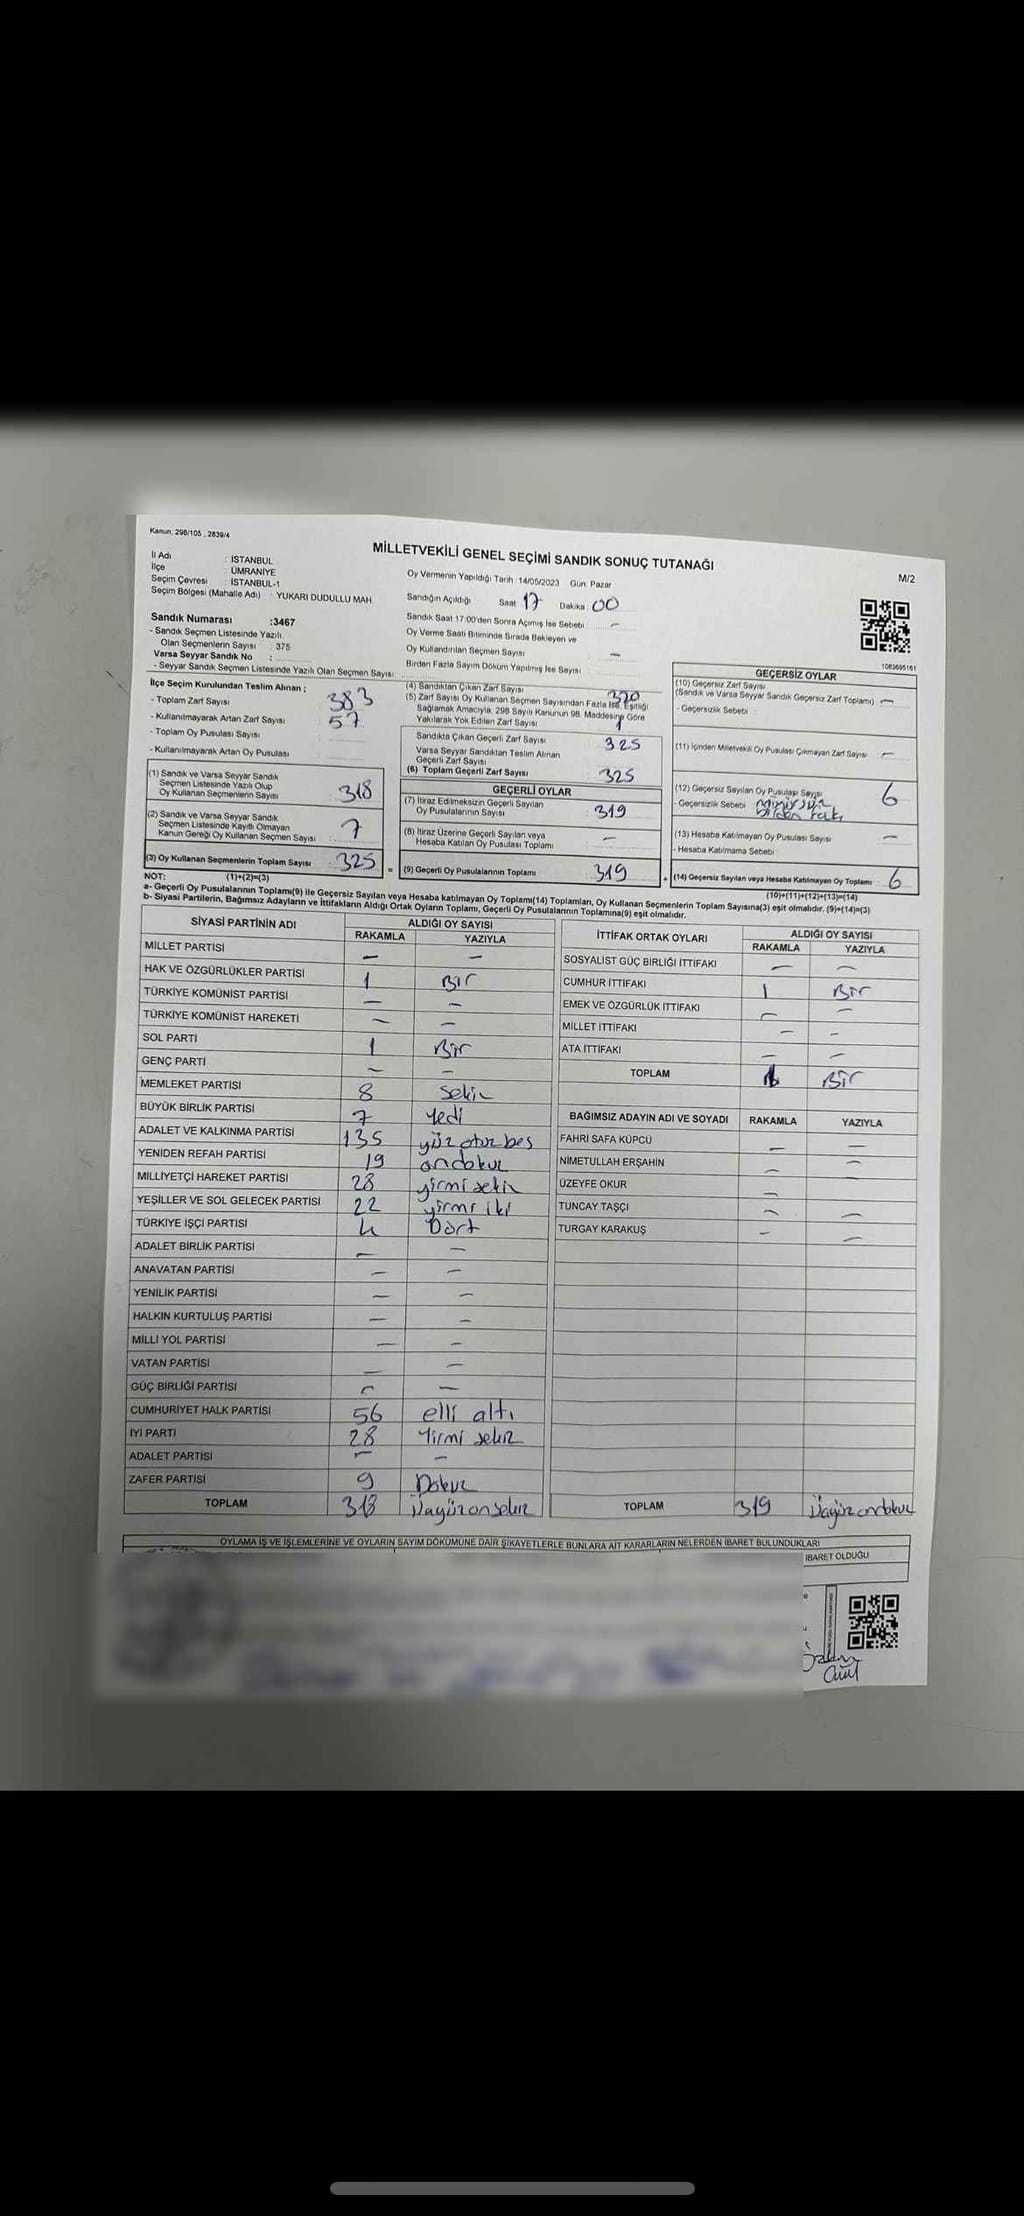 Kanun; 298/105 , 2839/4
MİLLETVEKİLİ GENEL SEÇİMİ SANDIK SONUÇ TUTANAĞI
M/2
İl Adı : İSTANBUL
İlçe : ÜMRANİYE
Seçim Çevresi : İSTANBUL-1
Seçim Bölgesi (Mahalle Adı) : YUKARI DUDULLU MAH
Oy Vermenin Yapıldığı Tarih :14/05/2023 Gün Pazar
Sandığın Açıldığı Saat : 17 Dakika : 00
Sandık Numarası :3467
- Sandık Seçmen Listesinde Yazılı
Olan Seçmenlerin Sayısı : 375
Varsa Seyyar Sandık No :
- Seyyar Sandık Seçmen Listesinde Yazılı Olan Seçmen Sayısı:
Sandık Saat 17:00'den Sonra Açımış İse Sebebi : -
Oy Verme Saati Bitiminde Sırada Bekleyen ve
Oy Kullandırılan Seçmen Sayısı : -
Birden Fazla Sayım Döküm Yapılmış İse Sayısı :
1083695161
İlçe Seçim Kurulundan Teslim Alınan ;
- Toplam Zarf Sayısı : 383
- Kullanılmayarak Artan Zarf Sayısı : 57
- Toplam Oy Pusulası Sayısı :
- Kullanılmayarak Artan Oy Pusulası :
(1) Sandık ve Varsa Seyyar Sandık
Seçmen Listesinde Yazılı Olup
Oy Kullanan Seçmenlerin Sayısı : 318
(2) Sandık ve Varsa Seyyar Sandık
Seçmen Listesinde Kayıtlı Olmayan
Kanun Gereği Oy Kullanan Seçmen Sayısı : 7
(3) Oy Kullanan Seçmenlerin Toplam Sayısı : 325
(4) Sandıktan Çıkan Zarf Sayısı
(5) Zarf Sayısı Oy Kullanan Seçmen Sayısından Fazla İse, Eşitliği
Sağlamak Amacıyla, 298 Sayılı Kanunun 98. Maddesine Göre
Yakılarak Yok Edilen Zarf Sayısı
Sandıkta Çıkan Geçerli Zarf Sayısı : 325
Varsa Seyyar Sandıktan Teslim Alınan
Geçerli Zarf Sayısı
(6) Toplam Geçerli Zarf Sayısı : 325
GEÇERLİ OYLAR
(7) İtiraz Edilmeksizin Geçerli Sayılan
Oy Pusulalarının Sayısı : 319
(8) İtiraz Üzerine Geçerli Sayılan veya
Hesaba Katılan Oy Pusulası Toplamı : -
(9) Geçerli Oy Pusulalarının Toplamı : 319
GEÇERSİZ OYLAR
(10) Geçersiz Zarf Sayısı
(Sandık ve Varsa Seyyar Sandık Geçersiz Zarf Toplamı) : -
- Geçersizlik Sebebi :
(11) İçinden Milletvekili Oy Pusulası Çıkmayan Zarf Sayısı : -
(12) Geçersiz Sayılan Oy Pusulası Sayısı : 6
- Geçersizlik Sebebi
(13) Hesaba Katılmayan Oy Pusulası Sayısı : -
- Hesaba Katılmama Sebebi
(14) Geçersiz Sayılan veya Hesaba Katılmayan Oy Toplamı : 6
NOT: (1)+(2)=(3)
(10)+(11)+(12)+(13)=(14)
a- Geçerli Oy Pusulalarının Toplamı(9) ile Geçersiz Sayılan veya Hesaba katılmayan Oy Toplamı(14) Toplamları, Oy Kullanan Seçmenlerin Toplam Sayısına(3) eşit olmalıdır. (9)+(14)=(3)
b- Siyasi Partilerin, Bağımsız Adayların ve İttifakların Aldığı Ortak Oyların Toplamı, Geçerli Oy Pusulalarının Toplamına(9) eşit olmalıdır.
SİYASİ PARTİNİN ADI ALDIĞI OY SAYISI
RAKAMLA YAZIYLA
MİLLET PARTİSİ - -
HAK VE ÖZGÜRLÜKLER PARTİSİ 1 Bir
TÜRKİYE KOMÜNİST PARTİSİ - -
TÜRKİYE KOMÜNİST HAREKETİ - -
SOL PARTİ 1 Bir
GENÇ PARTİ - -
MEMLEKET PARTİSİ 8 Sekiz
BÜYÜK BİRLİK PARTİSİ 7 Yedi
ADALET VE KALKINMA PARTİSİ 135 yüz otuz beş
YENİDEN REFAH PARTİSİ 19 ondokuz
MİLLİYETÇİ HAREKET PARTİSİ 28 yirmi sekiz
YEŞİLLER VE SOL GELECEK PARTİSİ 22 yirmi iki
TÜRKİYE İŞÇİ PARTİSİ 4 Dört
ADALET BİRLİK PARTİSİ - -
ANAVATAN PARTİSİ - -
YENİLİK PARTİSİ - -
HALKIN KURTULUŞ PARTİSİ - -
MİLLİ YOL PARTİSİ - -
VATAN PARTİSİ - -
GÜÇ BİRLİĞİ PARTİSİ - -
CUMHURİYET HALK PARTİSİ 56 elli altı
İYİ PARTİ 28 Yirmi sekiz
ADALET PARTİSİ - -
ZAFER PARTİSİ 9 Dokuz
TOPLAM 318 Üçyüzonsekiz
İTTİFAK ORTAK OYLARI ALDIĞI OY SAYISI
RAKAMLA YAZIYLA
SOSYALİST GÜÇ BİRLİĞİ İTTİFAKI - -
CUMHUR İTTİFAKI 1 Bir
EMEK VE ÖZGÜRLÜK İTTİFAKI - -
MİLLET İTTİFAKI - -
ATA İTTİFAKI - -
TOPLAM 1 Bir
BAĞIMSIZ ADAYIN ADI VE SOYADI RAKAMLA YAZIYLA
FAHRİ SAFA KÜPCÜ - -
NİMETULLAH ERŞAHİN - -
ÜZEYFE OKUR -
TUNCAY TAŞÇI - -
TURGAY KARAKUŞ - -
TOPLAM 319 Üçyüz ondokuz
OYLAMA İŞ VE İŞLEMLERİNE VE OYLARIN SAYIM DÖKÜMÜNE DAİR ŞİKAYETLERLE BUNLARA AİT KARARLARIN NELERDEN İBARET BULUNDUKLARI
İBARET OLDUĞU